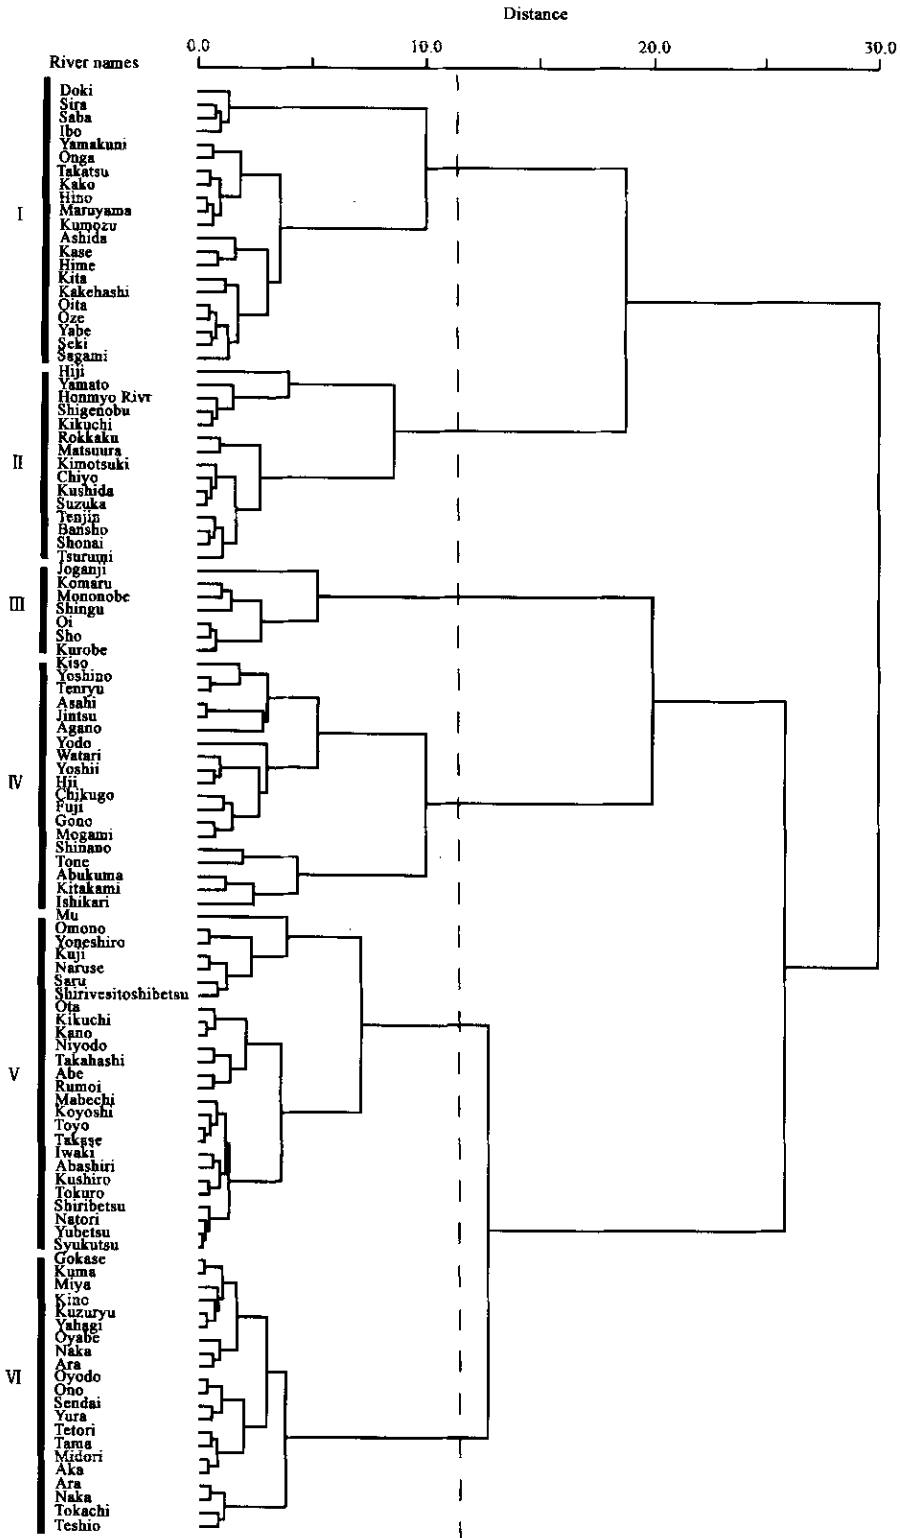 Distance
0.0 10.0 20.0 30.0
River names
Doki
Sira
Saba
Ibo
Yamakuni
Onga
Takatsu
Kako
Hino
Maruyama
I
Kumozu
Ashida
Kase
Hime
Kita
Kakehashi
Oita
Oze
Yabe
Seki
Sagami
Hiji
Yamato
Honmyo Rivr
Shigenobu
Kikuchi
Rokkaku
Matsuura
II
Kimotsuki
Chiyo
Kushida
Suzuka
Tenjin
Bansho
Shonai
Tsurumi
Joganji
Komaru
Mononobe
III
Shingu
Oi
Sho
Kurobe
Kiso
Yoshino
Tenryu
Asahi
Jintsu
Agano
Yodo
Watari
Yoshii
IV
Hii
Chikugo
Fuji
Gono
Mogami
Shinano
Tone
Abukuma
Kitakami
Ishikari
Mu
Omono
Yoneshiro
Kuji
Naruse
Saru
Shirivesitoshibetsu
Ota
Kikuchi
Kano
Niyodo
Takahashi
V
Abe
Rumoi
Mabechi
Koyoshi
Toyo
Takase
Iwaki
Abashiri
Kushiro
Tokuro
Shiribetsu
Natori
Yubetsu
Syukutsu
Gokase
Kuma
Miya
Kino
Kuzuryu
Yahagi
Oyabe
Naka
Ara
VI
Oyodo
Ono
Sendai
Yura
Tetori
Tama
Midori
Aka
Ara
Naka
Tokachi
Teshio